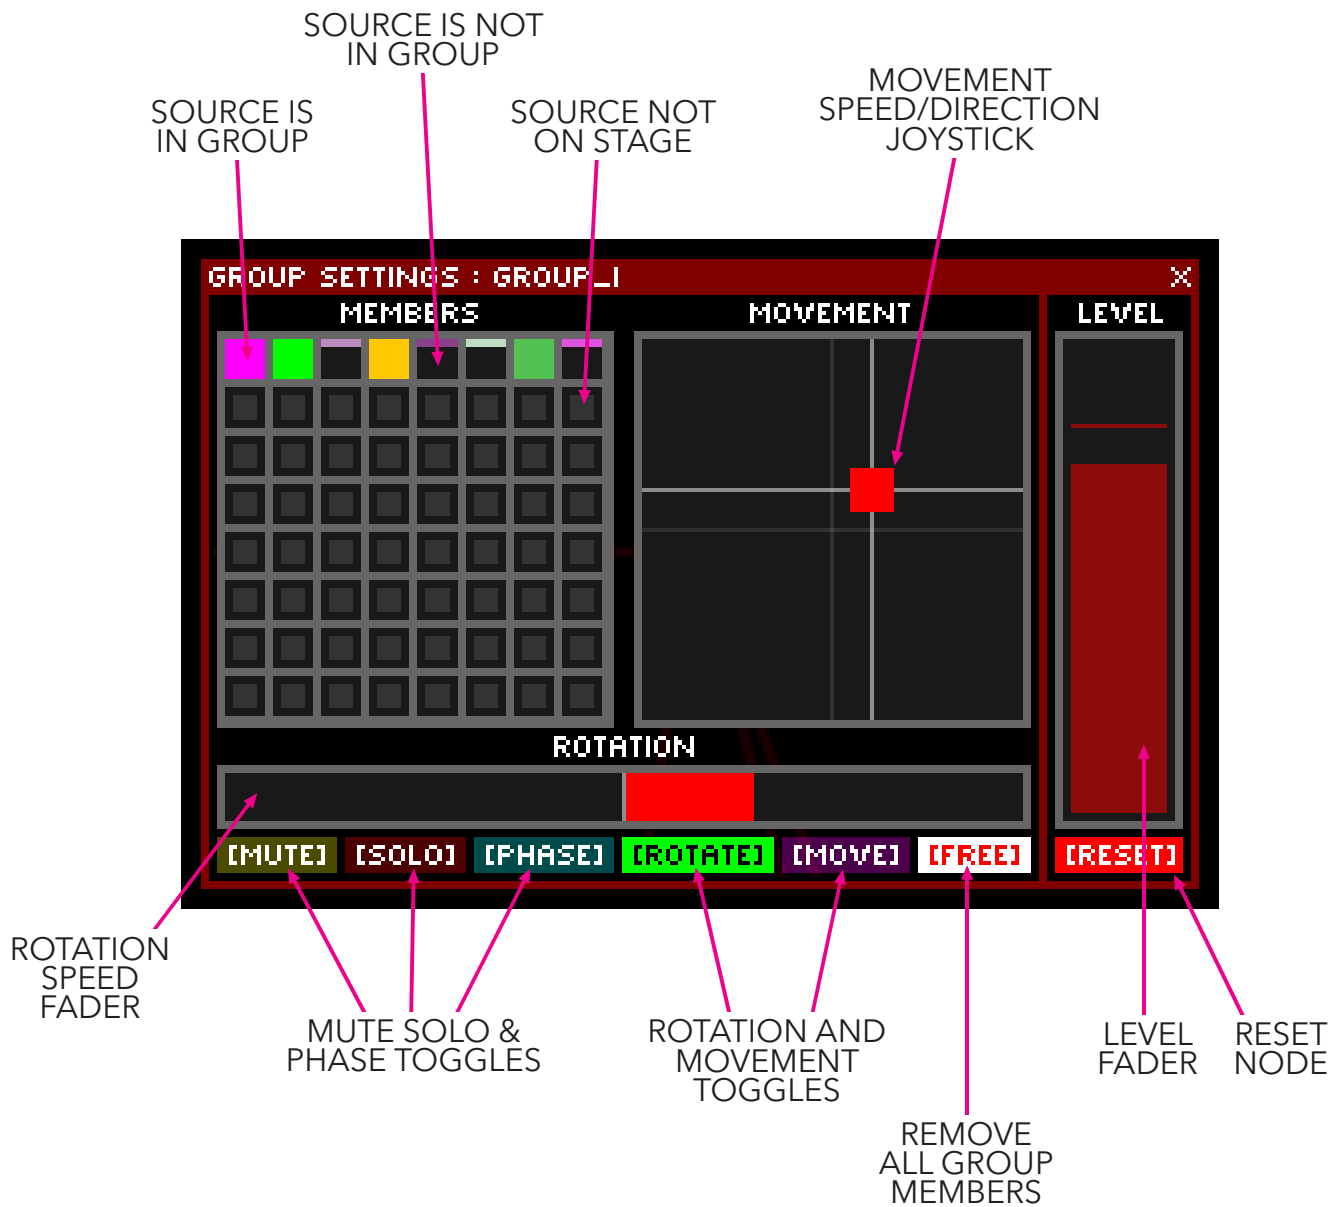 SOURCE IS NOT
IN GROUP
SOURCE IS
IN GROUP
SOURCE NOT
ON STAGE
MOVEMENT
SPEED/DIRECTION
JOYSTICK
GROUP SETTINGS : GROUP_1
X
MEMBERS
MOVEMENT
LEVEL
ROTATION
[MUTE]
[SOLO]
[PHASE]
[ROTATE]
[MOVE]
[FREE]
[RESET]
ROTATION
SPEED
FADER
MUTE SOLO &
PHASE TOGGLES
ROTATION AND
MOVEMENT
TOGGLES
REMOVE
ALL GROUP
MEMBERS
LEVEL
FADER
RESET
NODE